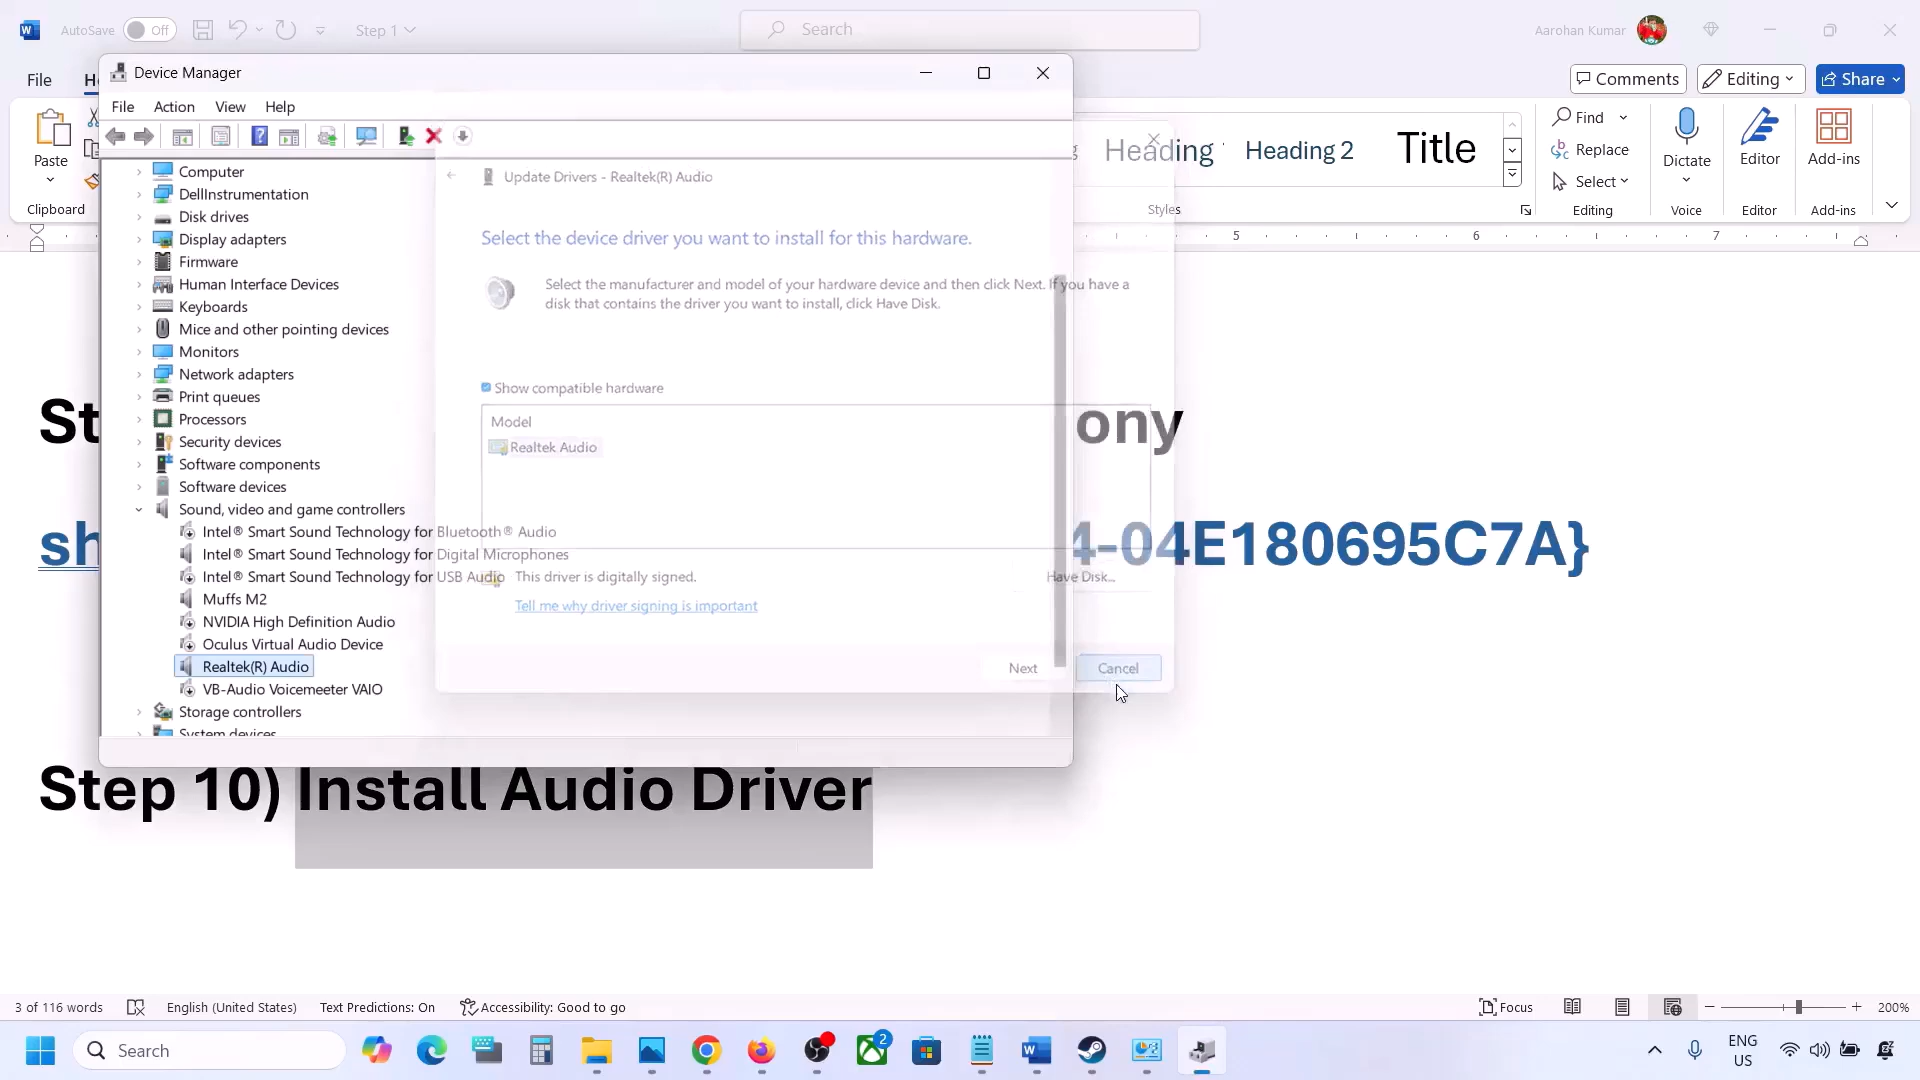 AutoSave Off
Step 1
Search
Aarohan Kumar
File
Comments
Editing
Share
Device Manager
File Action View Help
Paste
Clipboard
Heading
Heading 2
Title
Styles
Find
Replace
Select
Editing
Dictate
Voice
Editor
Editor
Add-ins
Add-ins
5
6
7
Computer
DellInstrumentation
Disk drives
Display adapters
Firmware
Human Interface Devices
Keyboards
Mice and other pointing devices
Monitors
Network adapters
Print queues
Processors
Security devices
Software components
Software devices
Sound, video and game controllers
Intel® Smart Sound Technology for Bluetooth® Audio
Intel® Smart Sound Technology for Digital Microphones
Intel® Smart Sound Technology for USB Audio
Muffs M2
NVIDIA High Definition Audio
Oculus Virtual Audio Device
Realtek(R) Audio
VB-Audio Voicemeeter VAIO
Storage controllers
System devices
Update Drivers - Realtek(R) Audio
Select the device driver you want to install for this hardware.
Select the manufacturer and model of your hardware device and then click Next. If you have a
disk that contains the driver you want to install, click Have Disk.
Show compatible hardware
Model
Realtek Audio
This driver is digitally signed.
Have Disk...
Tell me why driver signing is important
Next
Cancel
St
ony
sh
4-04E180695C7A}
Step 10) Install Audio Driver
3 of 116 words
English (United States)
Text Predictions: On
Accessibility: Good to go
Focus
200%
Search
2
ENG
US